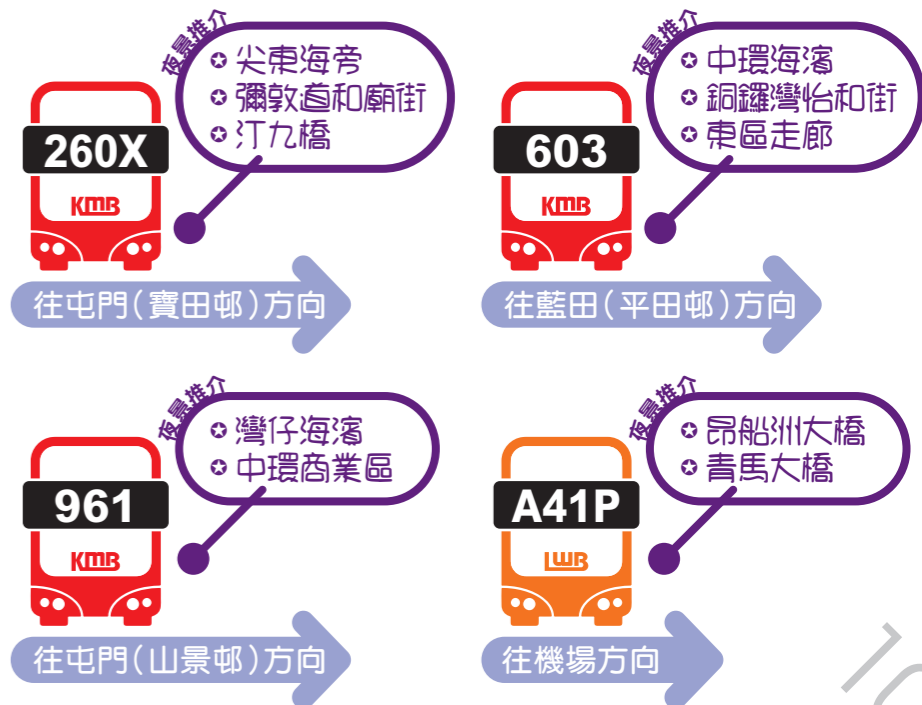 夜景推介
✪ 尖東海旁
✪ 彌敦道和廟街
✪ 汀九橋
260X
KMB
往屯門(寶田邨)方向
夜景推介
✪ 中環海濱
✪ 銅鑼灣怡和街
✪ 東區走廊
603
KMB
往藍田(平田邨)方向
夜景推介
✪ 灣仔海濱
✪ 中環商業區
961
KMB
往屯門(山景邨)方向
夜景推介
✪ 昂船洲大橋
✪ 青馬大橋
A41P
LWB
往機場方向